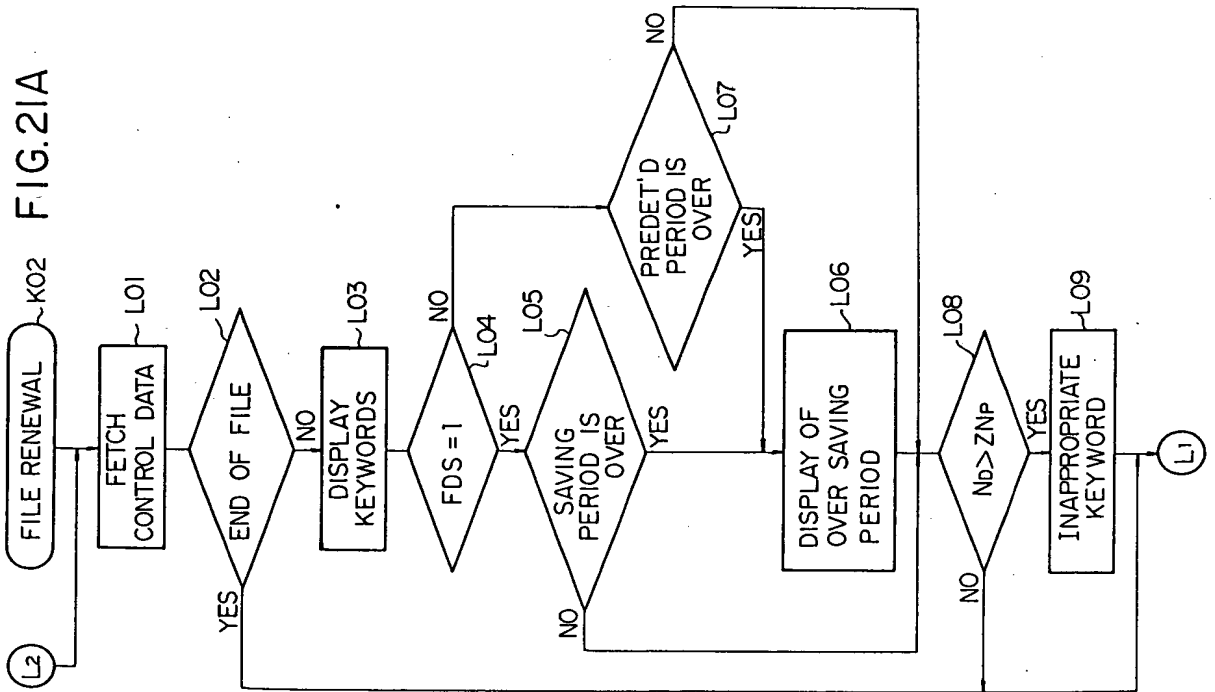 FIG.21A
L2
FILE RENEWAL
K02
FETCH
CONTROL DATA
L01
END OF FILE
L02
YES
NO
DISPLAY
KEYWORDS
L03
FDS = 1
L04
NO
YES
SAVING
PERIOD IS
OVER
L05
NO
YES
PREDET'D
PERIOD IS
OVER
L07
NO
YES
DISPLAY OF
OVER SAVING
PERIOD
L06
ND> ZNP
L08
NO
YES
INAPPROPRIATE
KEYWORD
L09
L1